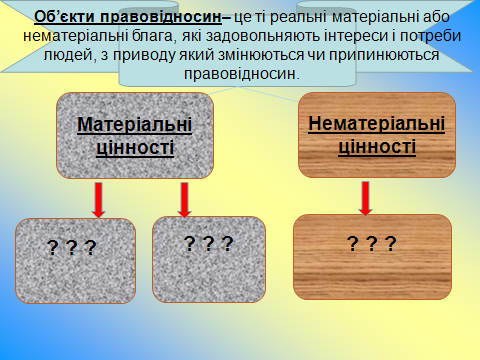 Об’єкти правовідносин– це ті реальні матеріальні або
нематеріальні блага, які задовольняють інтереси і потреби
людей, з приводу який змінюються чи припинюються
правовідносин.
Матеріальні
цінності
Нематеріальні
цінності
? ? ?
? ? ?
? ? ?